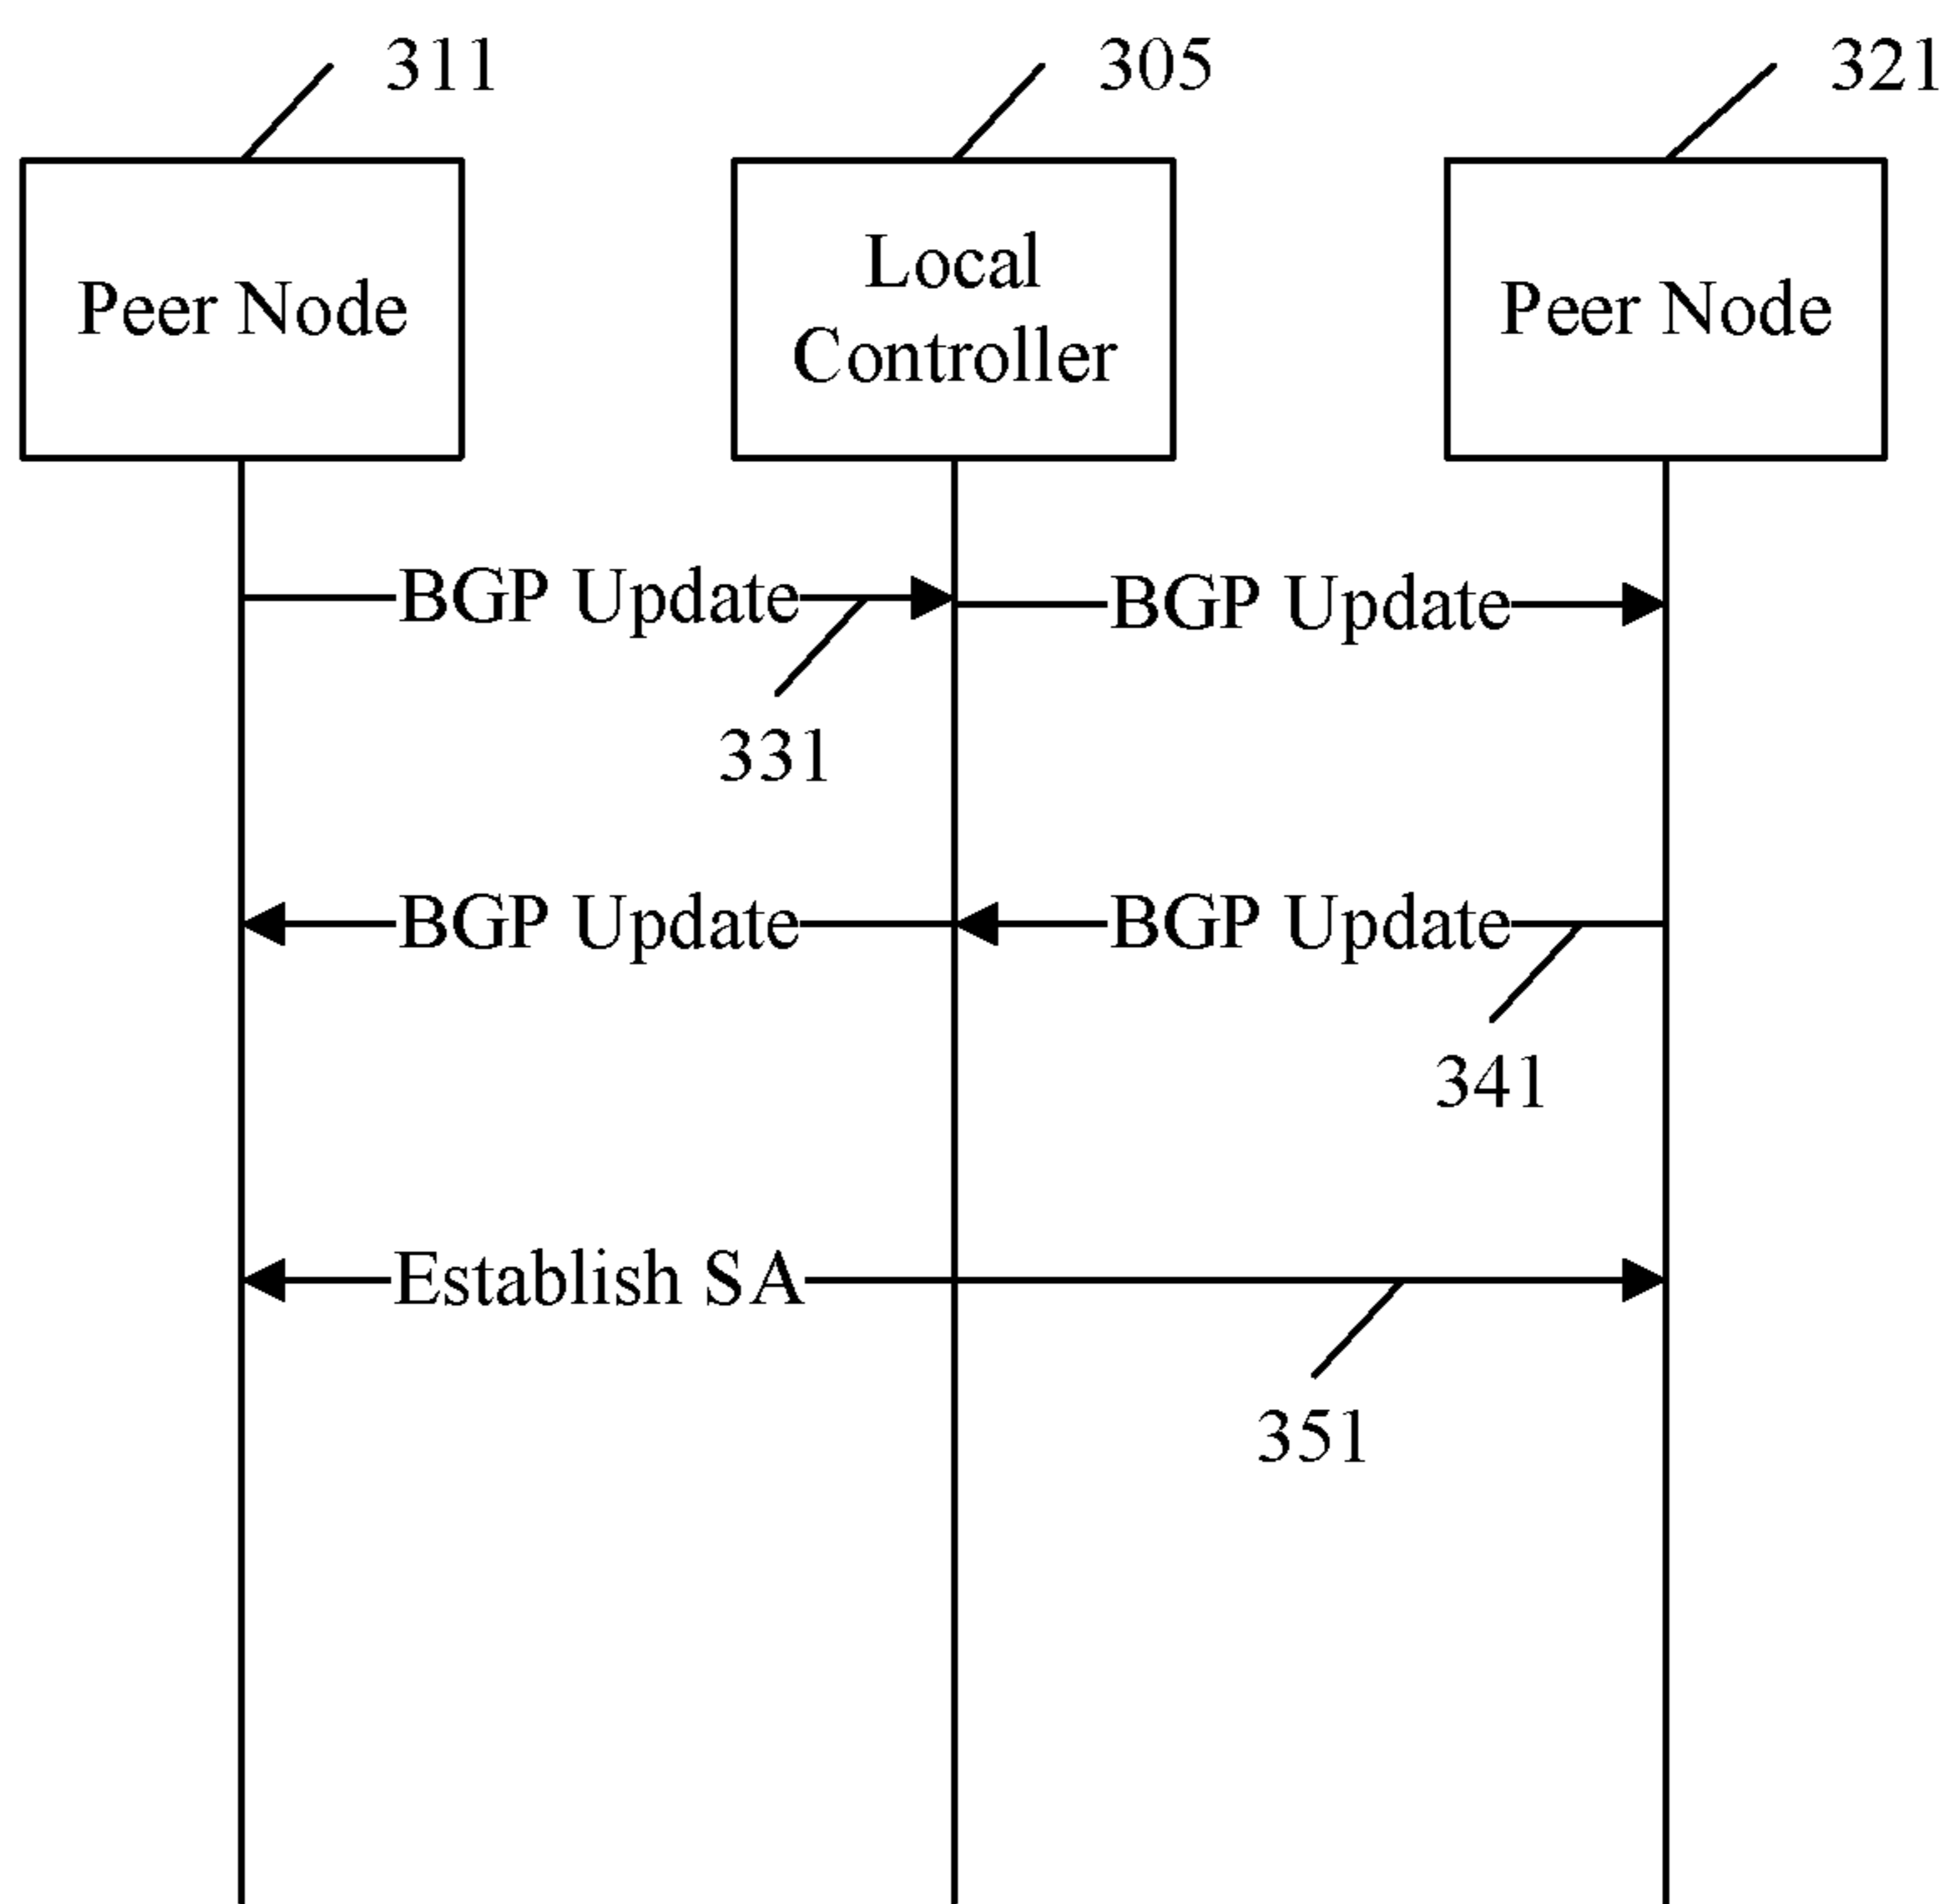 311
305
321
Peer Node
Local
Controller
Peer Node
BGP Update
BGP Update
331
BGP Update
BGP Update
341
Establish SA
351